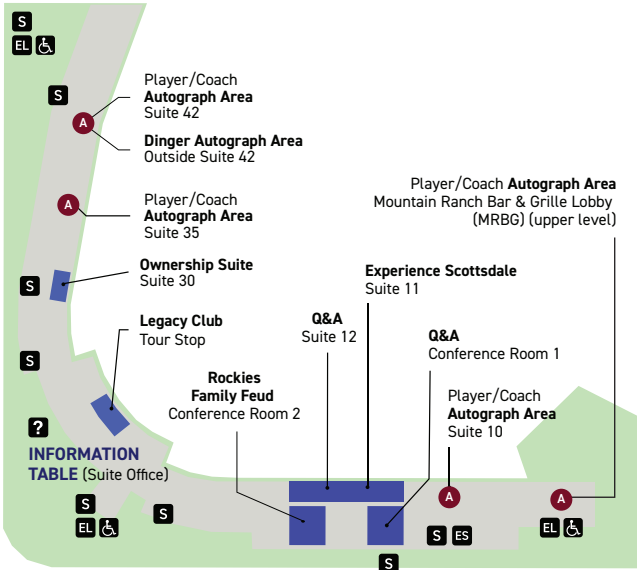 S
EL
S
Player/Coach
Autograph Area
Suite 42
A
Dinger Autograph Area
Outside Suite 42
Player/Coach Autograph Area
Mountain Ranch Bar & Grille Lobby
(MRBG) (upper level)
A
Player/Coach
Autograph Area
Suite 35
Ownership Suite
Suite 30
S
Experience Scottsdale
Suite 11
Legacy Club
Tour Stop
Q&A
Suite 12
Q&A
Conference Room 1
S
Rockies
Family Feud
Conference Room 2
Player/Coach
Autograph Area
Suite 10
?
INFORMATION
TABLE (Suite Office)
S
EL
S
A
A
S ES
EL
S